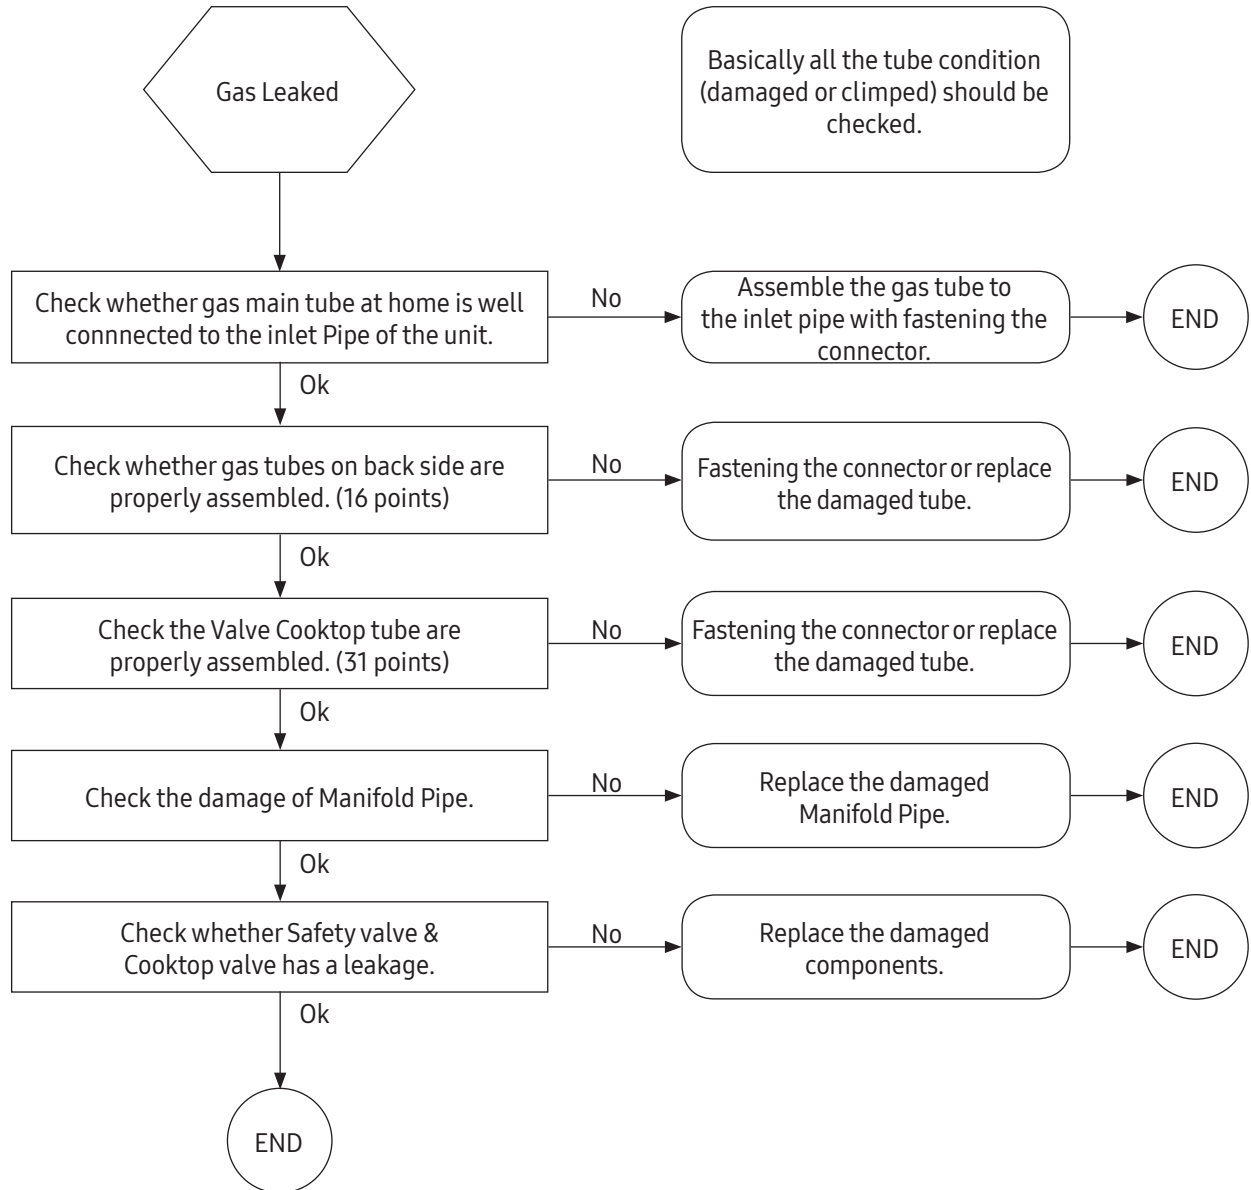 Gas Leaked
Basically all the tube condition
(damaged or climped) should be
checked.
Check whether gas main tube at home is well
connnected to the inlet Pipe of the unit.
No
Assemble the gas tube to
the inlet pipe with fastening the
connector.
END
Ok
Check whether gas tubes on back side are
properly assembled. (16 points)
No
Fastening the connector or replace
the damaged tube.
END
Ok
Check the Valve Cooktop tube are
properly assembled. (31 points)
No
Fastening the connector or replace
the damaged tube.
END
Ok
Check the damage of Manifold Pipe.
No
Replace the damaged
Manifold Pipe.
END
Ok
Check whether Safety valve &
Cooktop valve has a leakage.
No
Replace the damaged
components.
END
Ok
END